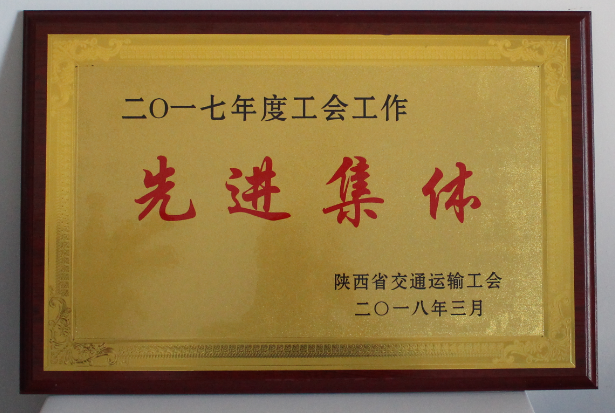 二〇一七年度工会工作
先进集体
陕西省交通运输工会
二〇一八年三月